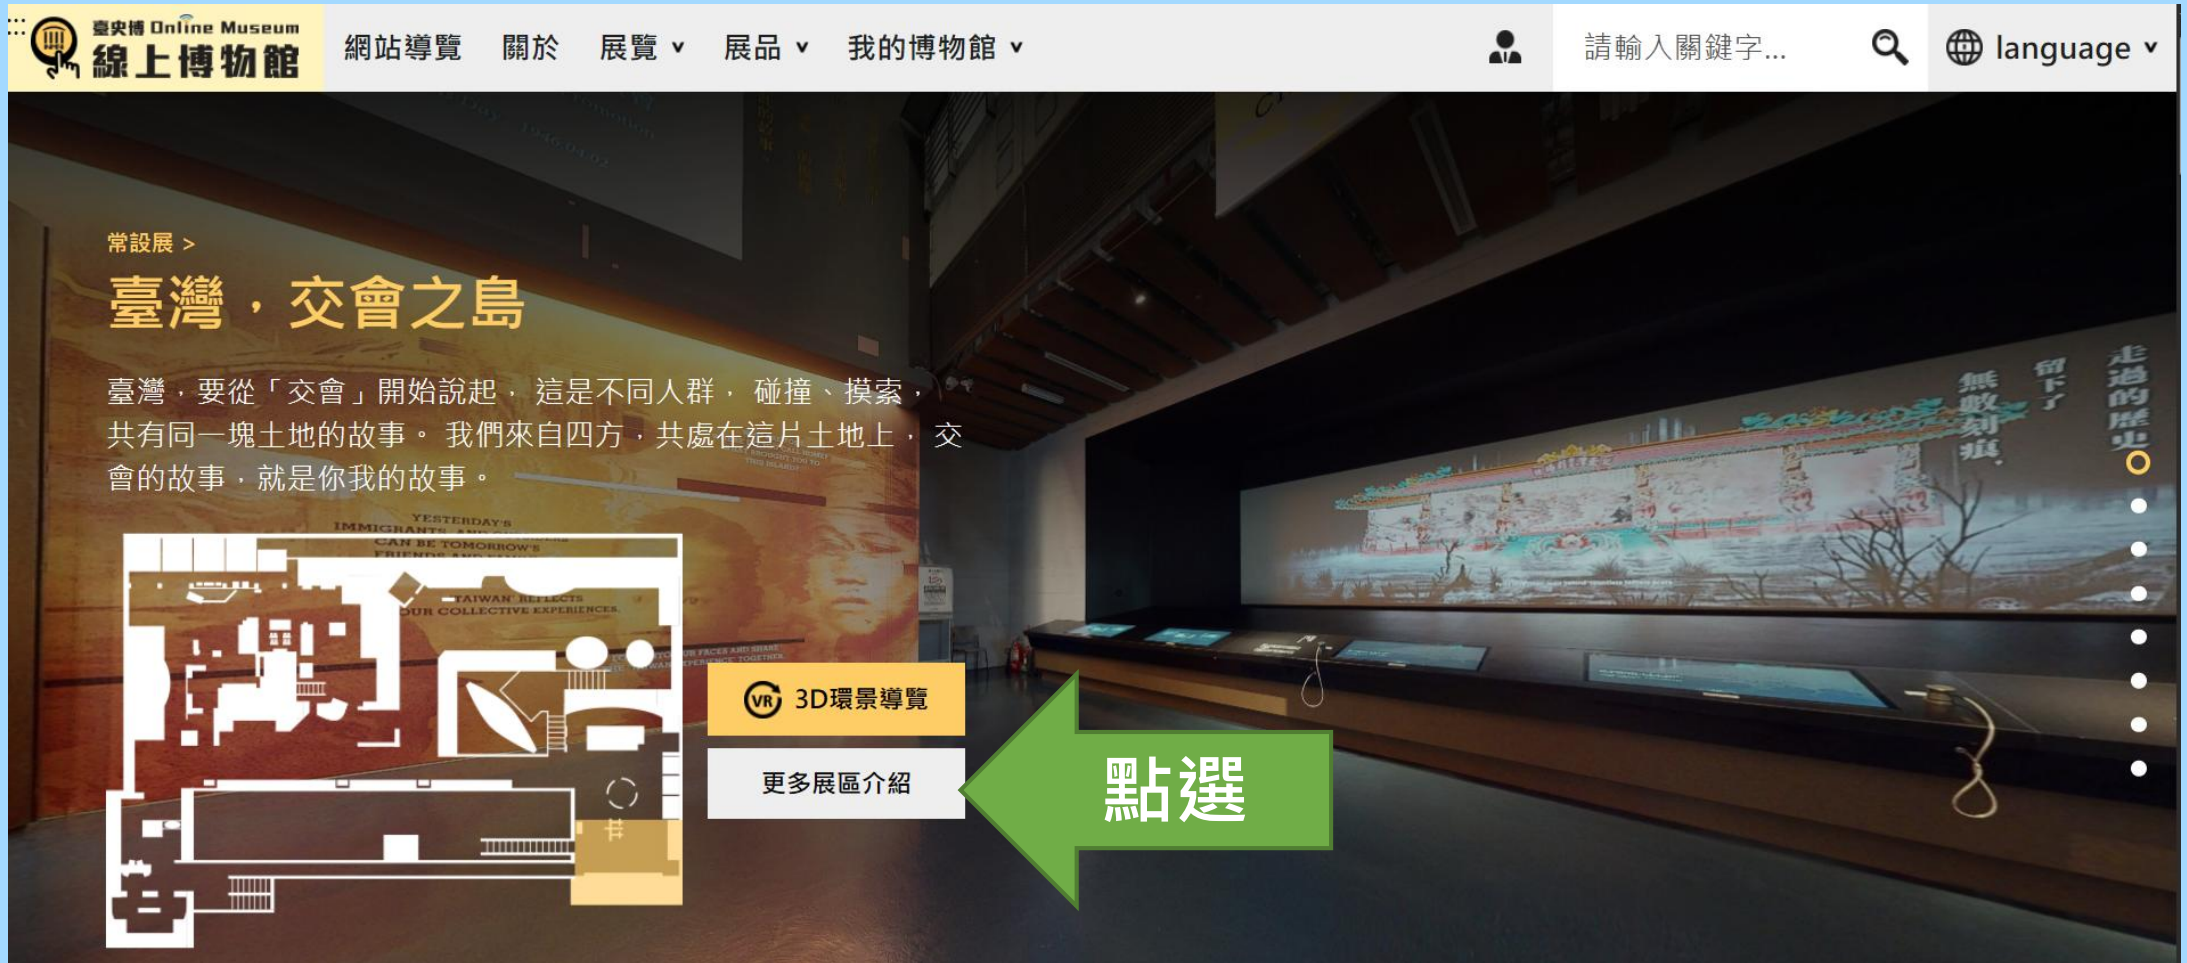 臺史博 Online Museum
線上博物館
網站導覽
關於
展覽
展品
我的博物館
請輸入關鍵字...
language
1946.04.02
常設展 >
臺灣，交會之島
臺灣，要從「交會」開始說起， 這是不同人群， 碰撞、摸索，
共有同一塊土地的故事。 我們來自四方，共處在這片土地上， 交
會的故事，就是你我的故事。
YESTERDAY'S
IMMIGRANTS
CAN BE TOMORROW'S
FRIENDS AND
TAIWAN REFLECTS
OUR COLLECTIVE EXPERIENCES.
走過的歷史
留下了
無數刻痕
VR 3D環景導覽
更多展區介紹
點選